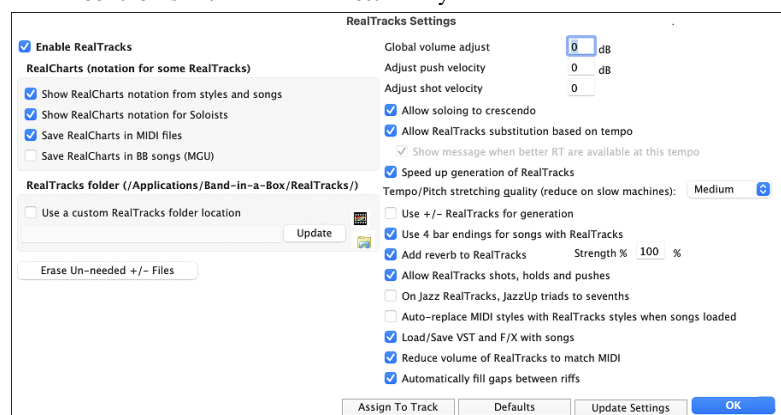 RealTracks Settings
Enable RealTracks
RealCharts (notation for some RealTracks)
Show RealCharts notation from styles and songs
Show RealCharts notation for Soloists
Save RealCharts in MIDI files
Save RealCharts in BB songs (MGU)
RealTracks folder (/Applications/Band-in-a-Box/RealTracks/)
Use a custom RealTracks folder location
Update
Erase Un-needed +/- Files
Global volume adjust 0 dB
Adjust push velocity 0 dB
Adjust shot velocity 0
Allow soloing to crescendo
Allow RealTracks substitution based on tempo
Show message when better RT are available at this tempo
Speed up generation of RealTracks
Tempo/Pitch stretching quality (reduce on slow machines): Medium
Use +/- RealTracks for generation
Use 4 bar endings for songs with RealTracks
Add reverb to RealTracks Strength % 100 %
Allow RealTracks shots, holds and pushes
On Jazz RealTracks, JazzUp triads to sevenths
Auto-replace MIDI styles with RealTracks styles when songs loaded
Load/Save VST and F/X with songs
Reduce volume of RealTracks to match MIDI
Automatically fill gaps between riffs
Assign To Track Defaults Update Settings OK